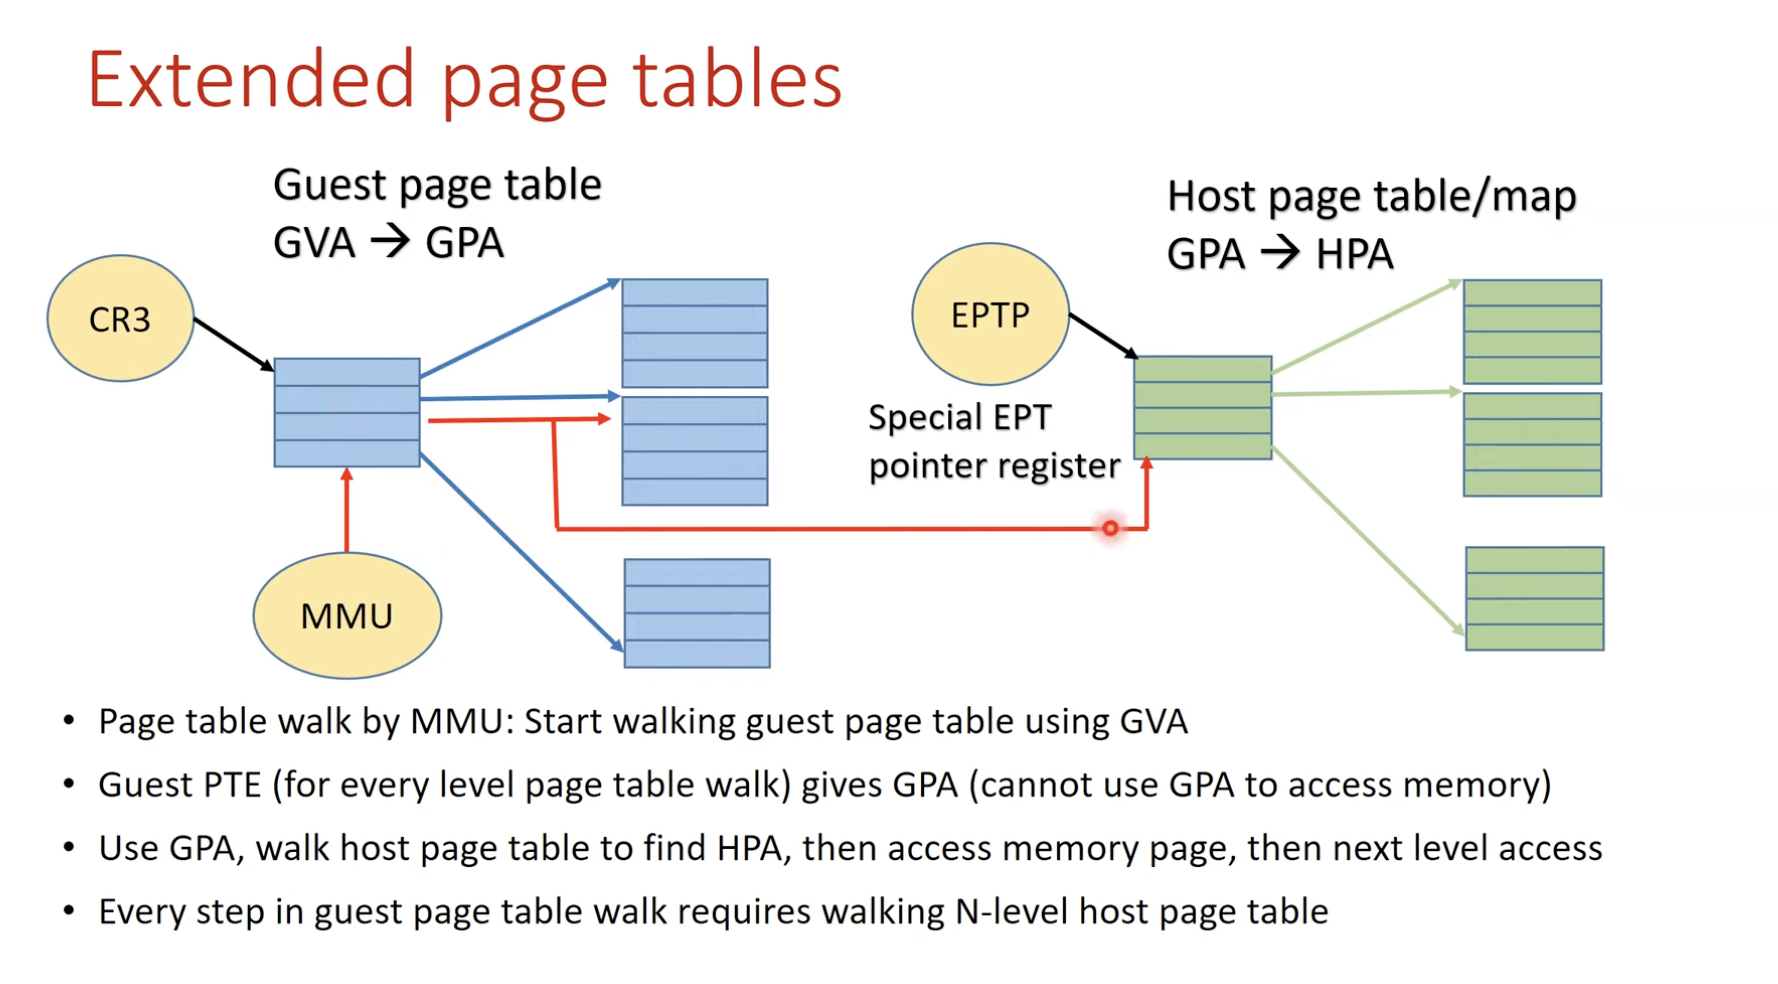 Extended page tables
Guest page table
GVA → GPA
Host page table/map
GPA → HPA
CR3
EPTP
Special EPT
pointer register
MMU
• Page table walk by MMU: Start walking guest page table using GVA
• Guest PTE (for every level page table walk) gives GPA (cannot use GPA to access memory)
• Use GPA, walk host page table to find HPA, then access memory page, then next level access
• Every step in guest page table walk requires walking N-level host page table